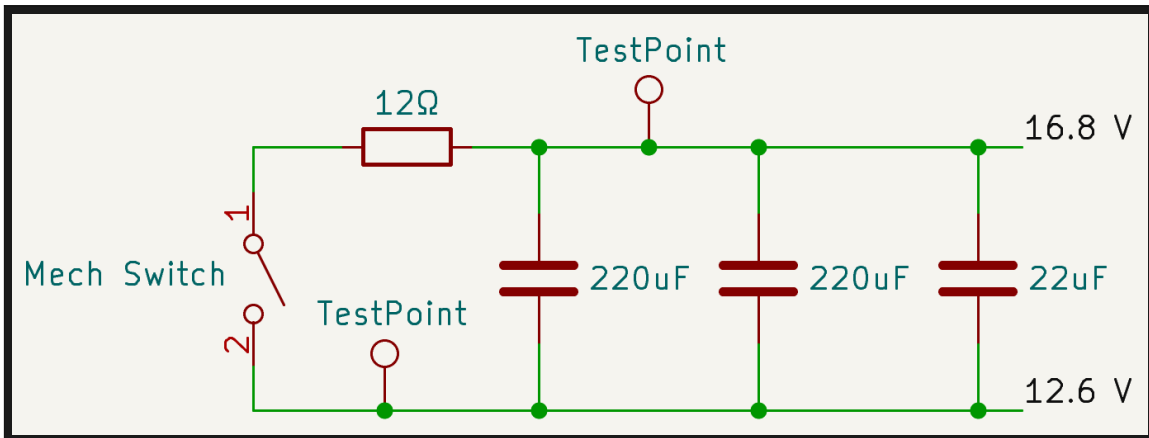 TestPoint
12Ω
16.8 V
1
Mech Switch
220uF
220uF
22uF
TestPoint
2
12.6 V